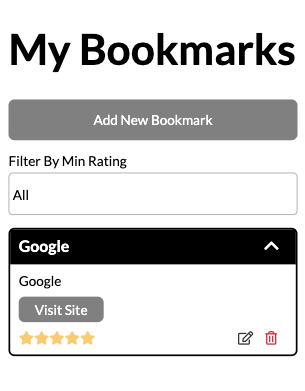 My Bookmarks
Add New Bookmark
Filter By Min Rating
All
Google
Google
Visit Site